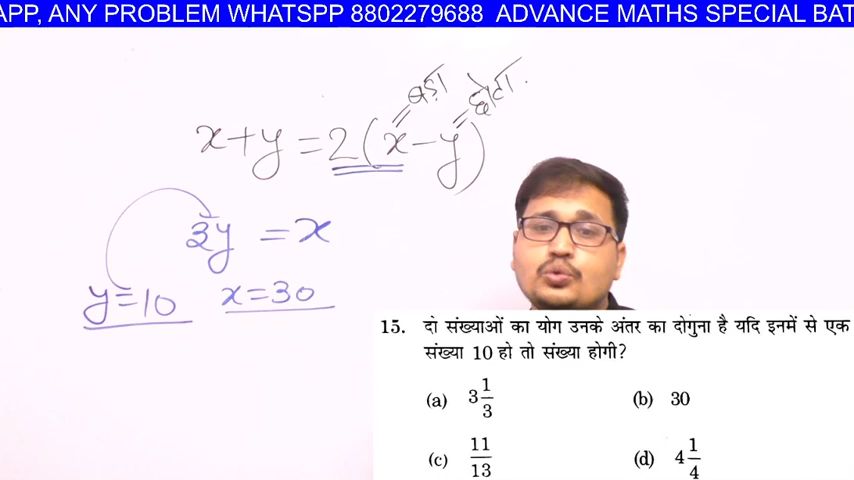 APP, ANY PROBLEM WHATSPP 8802279688 ADVANCE MATHS SPECIAL BAT
बड़ा छोटा.
x+y = 2(x-y)
3y = x
y=10 x=30
15. दो संख्याओं का योग उनके अंतर का दोगुना है यदि इनमें से एक
संख्या 10 हो तो संख्या होगी?
(a) 3 1/3 (b) 30
(c) 11/13 (d) 4 1/4